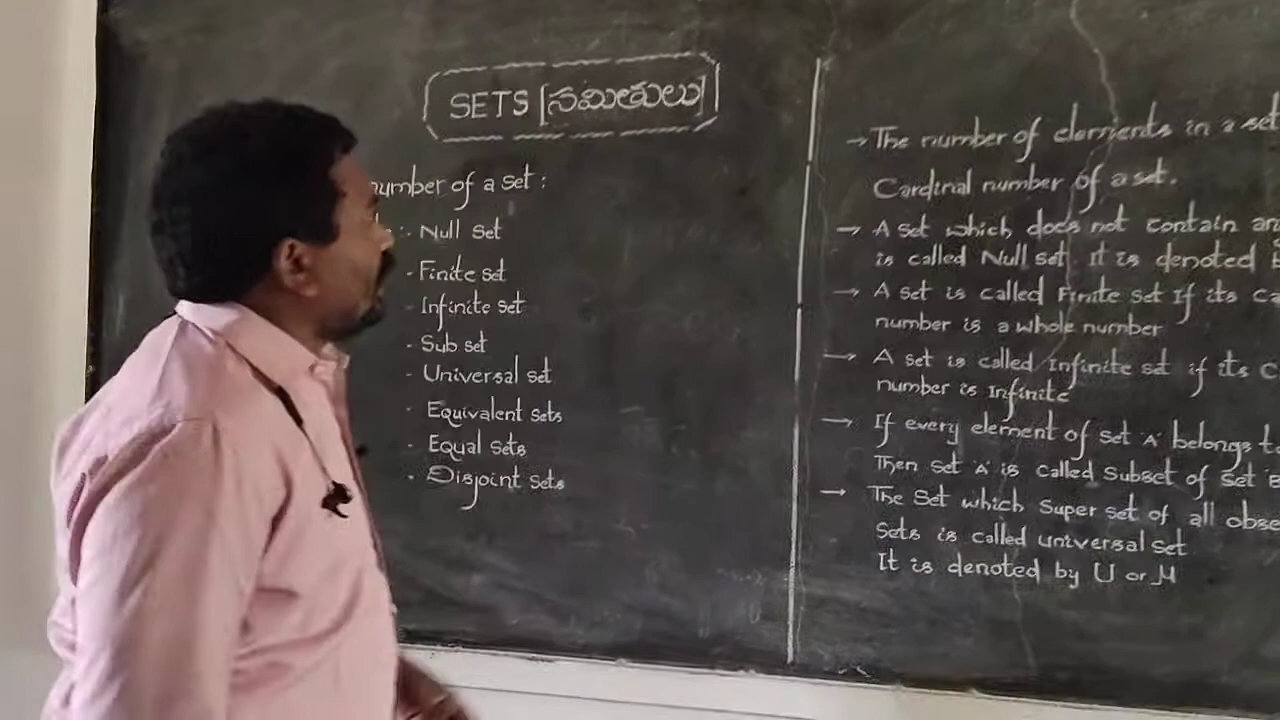 SETS [సమితులు]
number of a set :
· Null set
· Finite set
· Infinite set
· Sub set
· Universal set
· Equivalent sets
· Equal sets
· Disjoint sets
→ The number of elements in a set
Cardinal number of a set.
→ A set which does not contain
is called Null set. It is denoted
→ A set is called Finite set If its
number is a whole number
→ A set is called Infinite set if its
number is Infinite
→ If every element of set 'A' belongs
Then set 'A' is called Subset of set
→ The Set which Super set of all
Sets is called universal set
It is denoted by U or μ